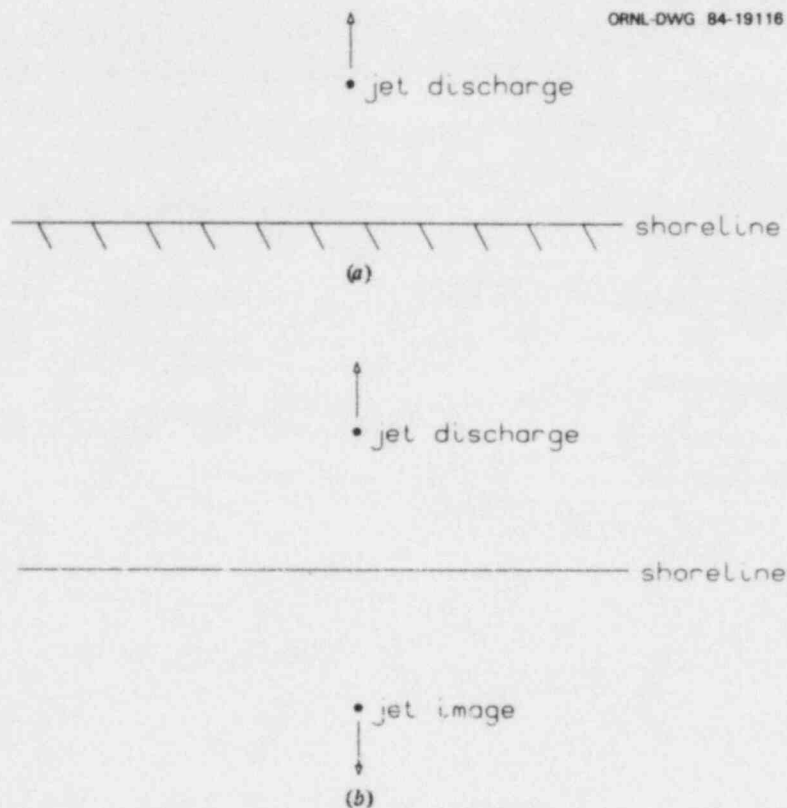 ORNL-DWG 84-19116
jet discharge
shoreline
(a)
jet discharge
shoreline
jet image
(b)